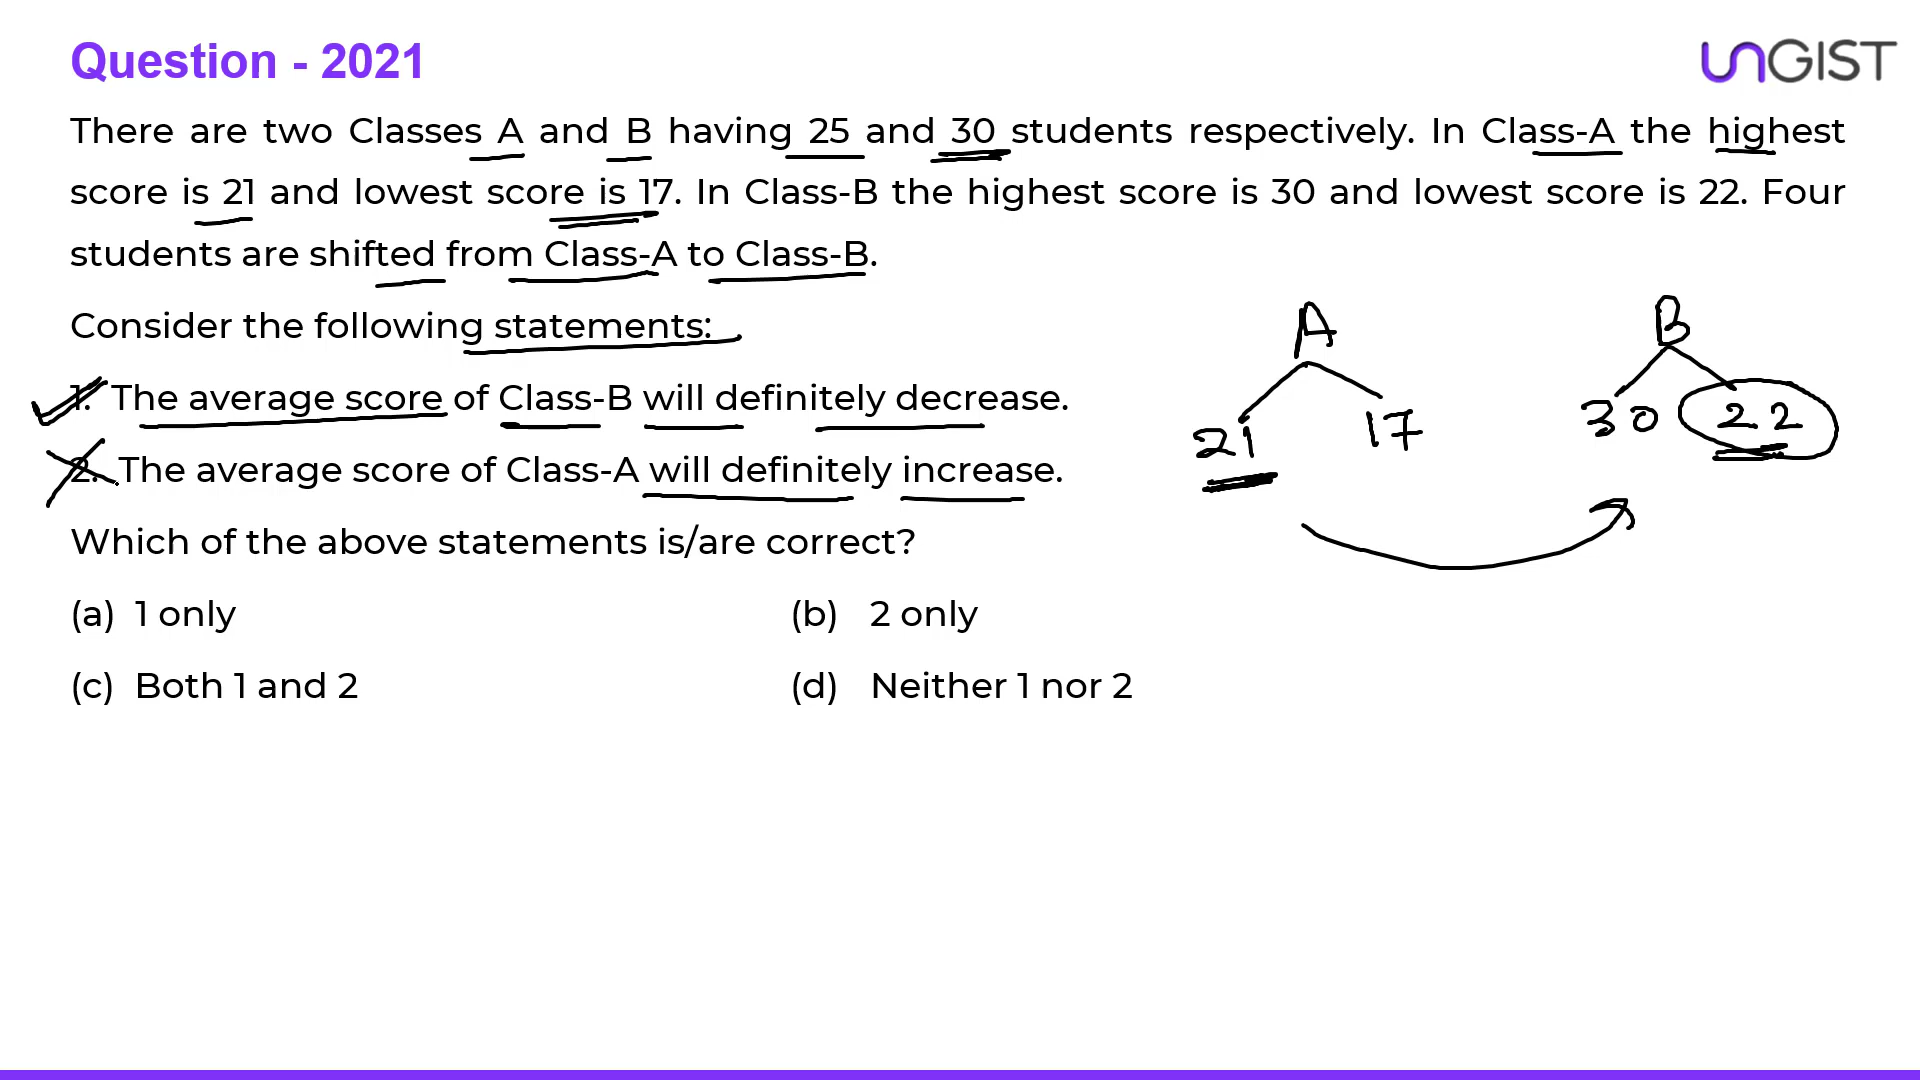 Question - 2021
UNGIST
There are two Classes A and B having 25 and 30 students respectively. In Class-A the highest
score is 21 and lowest score is 17. In Class-B the highest score is 30 and lowest score is 22. Four
students are shifted from Class-A to Class-B.
Consider the following statements:
1. The average score of Class-B will definitely decrease.
2. The average score of Class-A will definitely increase.
Which of the above statements is/are correct?
(a) 1 only
(b) 2 only
(c) Both 1 and 2
(d) Neither 1 nor 2
A
B
21
17
30
22